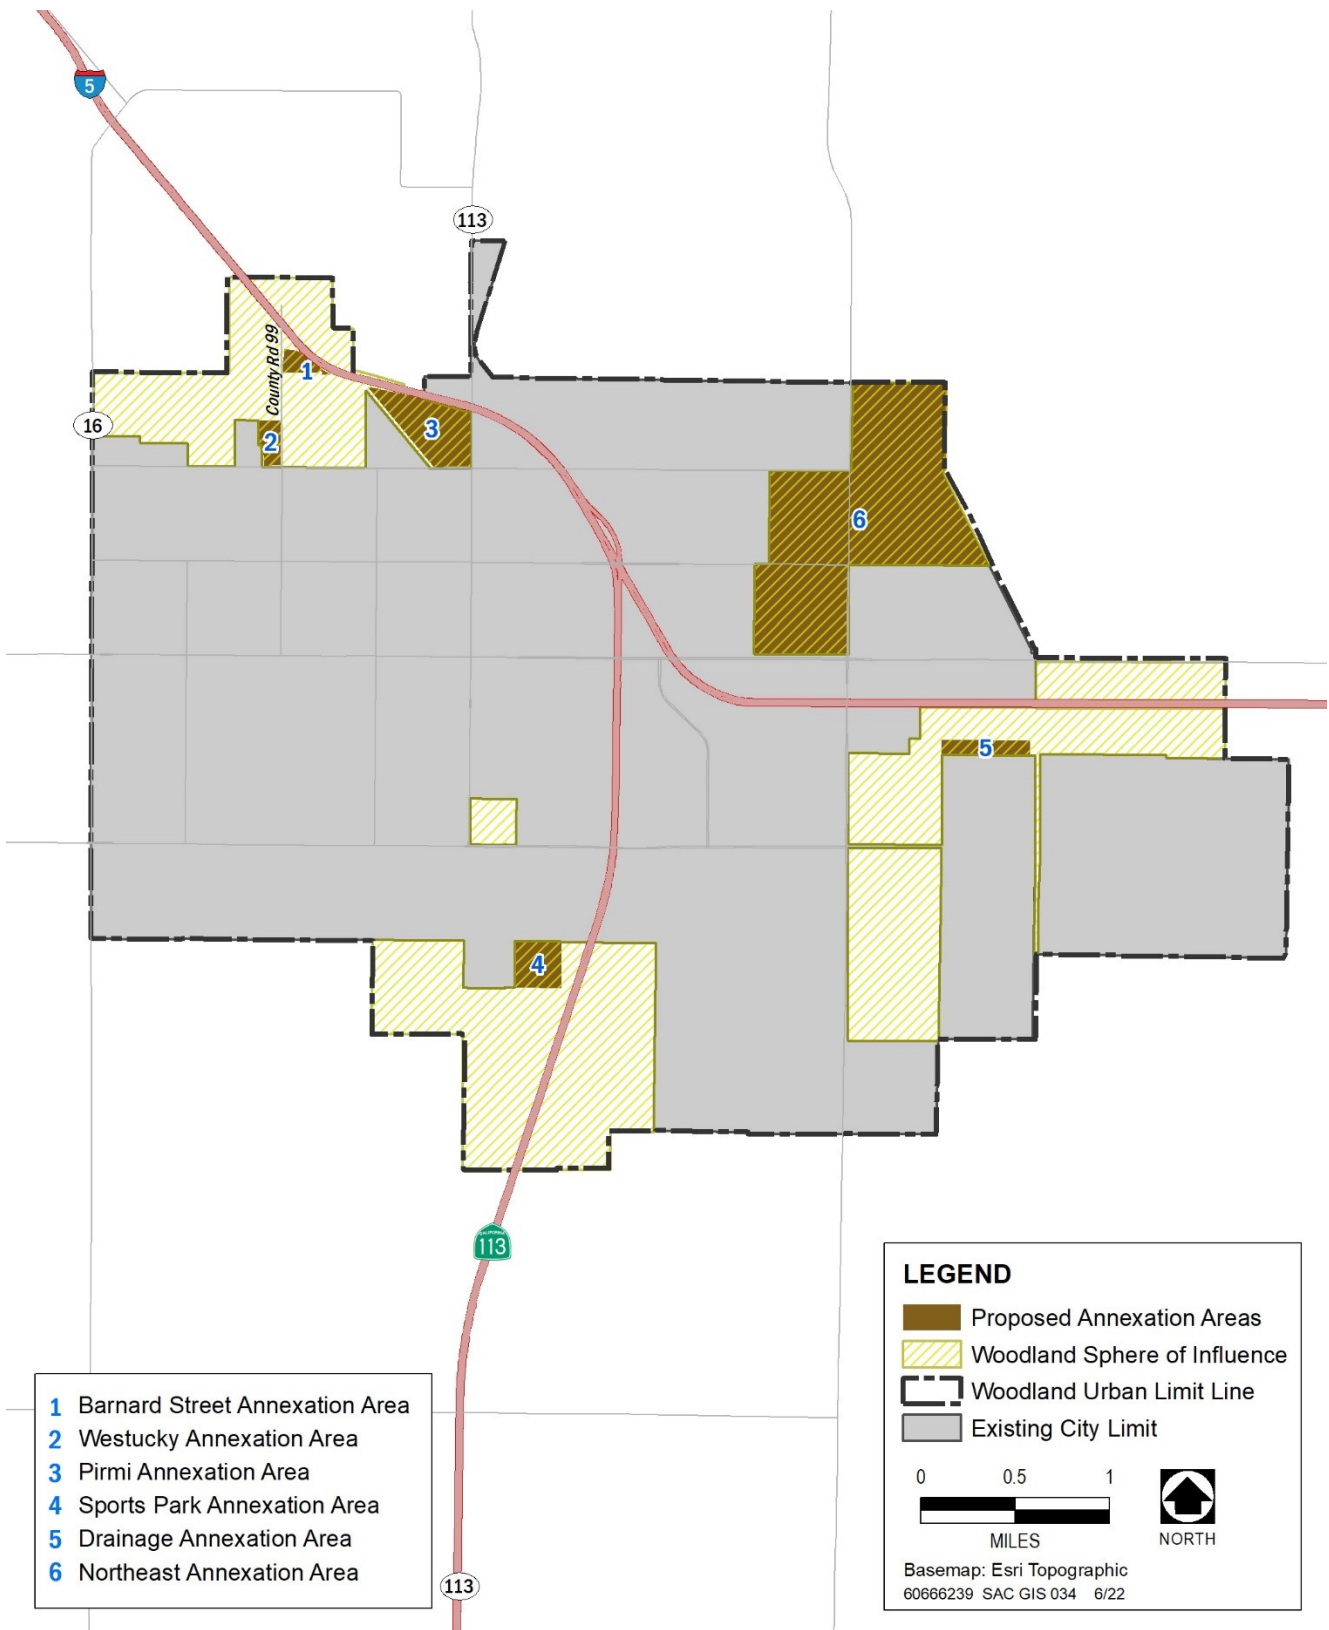 5
113
County Rd 99
1
16
3
2
6
5
4
CALIFORNIA
113
LEGEND
Proposed Annexation Areas
Woodland Sphere of Influence
Woodland Urban Limit Line
Existing City Limit
0 0.5 1
MILES
NORTH
Basemap: Esri Topographic
60666239 SAC GIS 034 6/22
1 Barnard Street Annexation Area
2 Westucky Annexation Area
3 Pirmi Annexation Area
4 Sports Park Annexation Area
5 Drainage Annexation Area
6 Northeast Annexation Area
113